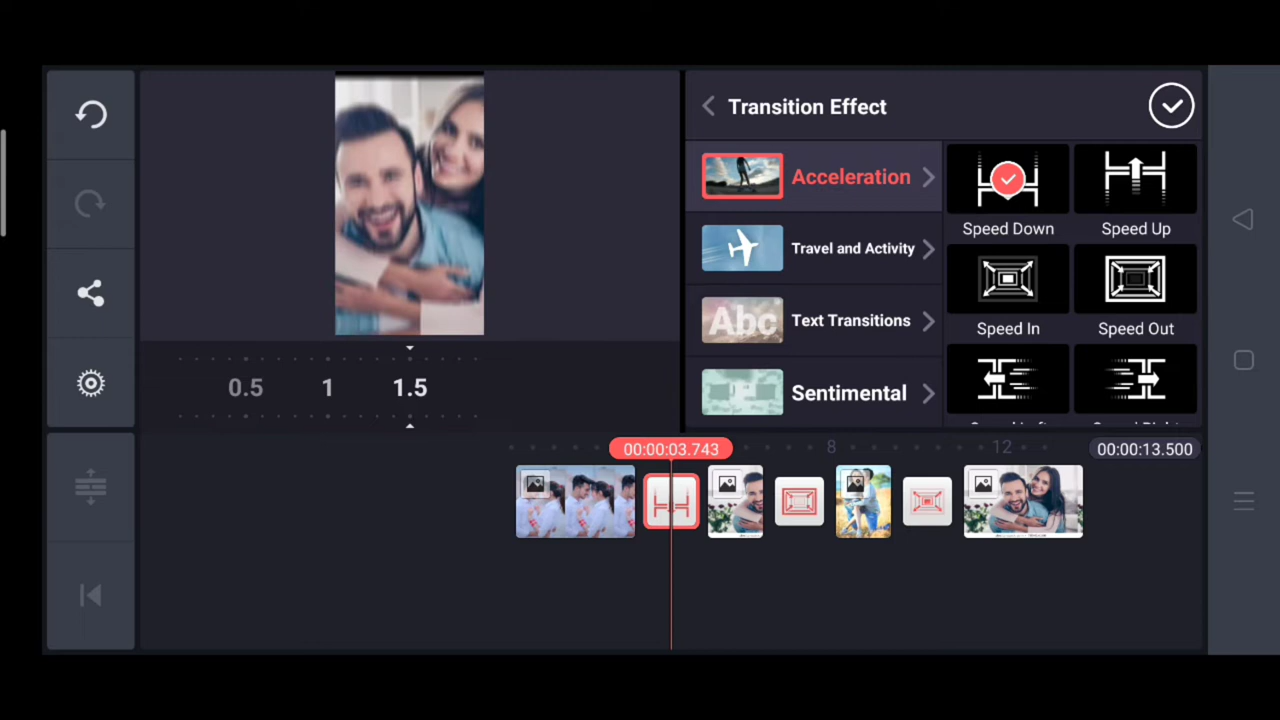 Transition Effect
Acceleration
Speed Down
Speed Up
Travel and Activity
Abc
Text Transitions
Speed In
Speed Out
Sentimental
0.5
1
1.5
00:00:03.743
8
12
00:00:13.500